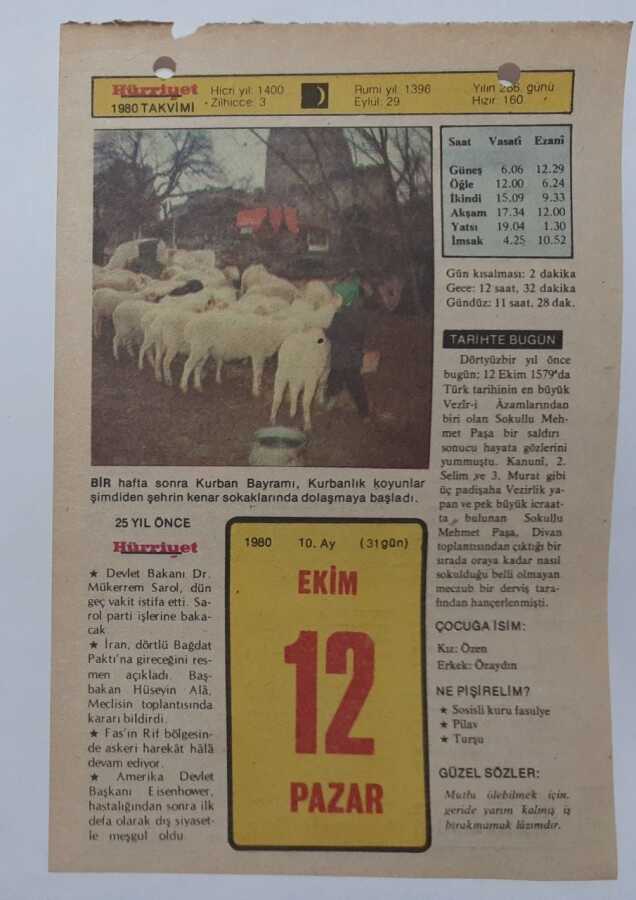 Hürriyet
1980 TAKVİMİ
Hicri yıl: 1400
Zilhicce: 3
Rumi yıl: 1396
Eylül: 29
Yılın 286. günü
Hızır: 160
Saat Vasatî Ezanî
Güneş 6.06 12.29
Öğle 12.00 6.24
İkindi 15.09 9.33
Akşam 17.34 12.00
Yatsı 19.04 1.30
İmsak 4.25 10.52
Gün kısalması: 2 dakika
Gece: 12 saat, 32 dakika
Gündüz: 11 saat, 28 dak.
TARİHTE BUGÜN
Dörtyüzbir yıl önce
bugün; 12 Ekim 1579'da
Türk tarihinin en büyük
Vezîr-i Âzamlarından
biri olan Sokullu Meh-
met Paşa bir saldırı
sonucu hayata gözlerini
yummuştu. Kanunî, 2.
Selim ve 3. Murat gibi
üç padişaha Vezirlik ya-
pan ve pek büyük icraat-
ta bulunan Sokullu
Mehmet Paşa, Divan
toplantısından çıktığı bir
sırada oraya kadar nasıl
sokulduğu belli olmayan
meczub bir derviş tara-
fından hançerlenmişti.
ÇOCUĞA İSİM:
Kız: Özen
Erkek: Özaydın
NE PİŞİRELİM?
★ Sosisli kuru fasulye
★ Pilav
★ Turşu
GÜZEL SÖZLER:
Mutlu ölebilmek için,
geride yarım kalmış iş
bırakmamak lâzımdır.
BİR hafta sonra Kurban Bayramı, Kurbanlık koyunlar
şimdiden şehrin kenar sokaklarında dolaşmaya başladı.
25 YIL ÖNCE
Hürriyet
★ Devlet Bakanı Dr.
Mükerrem Sarol, dün
geç vakit istifa etti. Sa-
rol parti işlerine baka-
cak
★ İran, dörtlü Bağdat
Paktı'na gireceğini res-
men açıkladı. Baş-
bakan Hüseyin Alâ,
Meclisin toplantısında
kararı bildirdi.
★ Fas'ın Rif bölgesin-
de askerî harekât hâlâ
devam ediyor.
★ Amerika Devlet
Başkanı Eisenhower,
hastalığından sonra ilk
defa olarak dış siyaset-
le meşgul oldu.
1980 10. Ay (31 gün)
EKİM
12
PAZAR